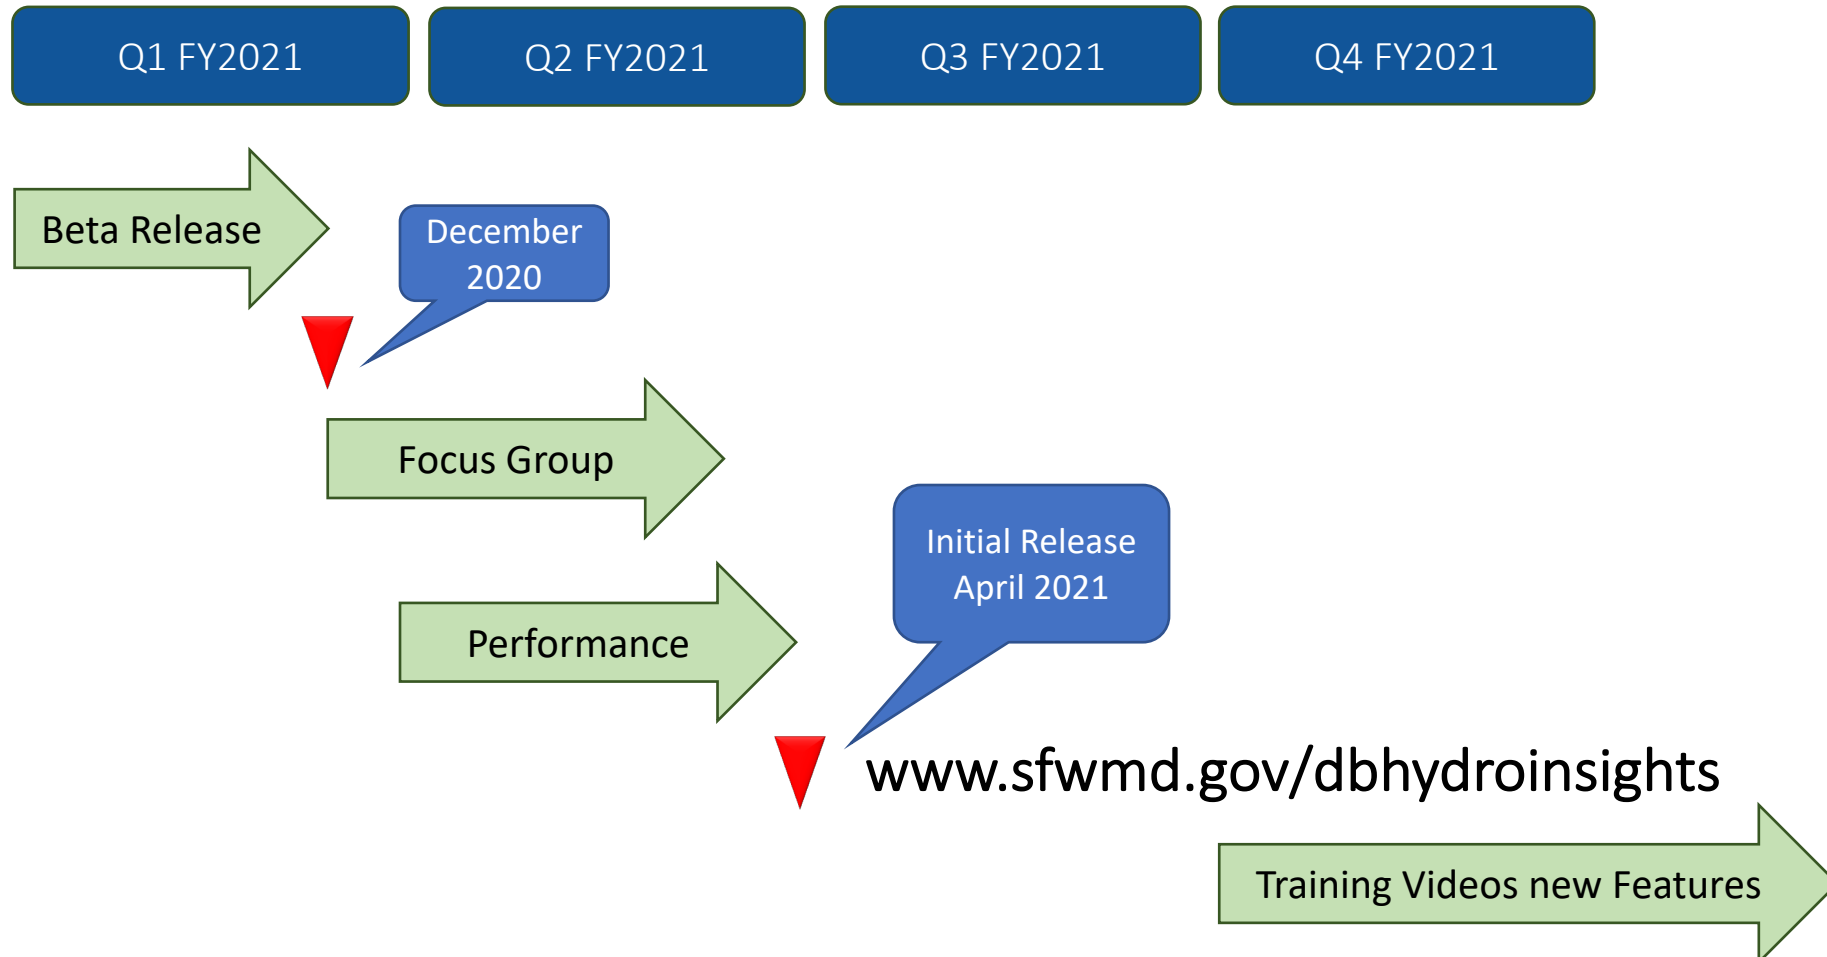 Q1 FY2021
Q2 FY2021
Q3 FY2021
Q4 FY2021
Beta Release
December
2020
Focus Group
Initial Release
April 2021
Performance
www.sfwmd.gov/dbhydroinsights
Training Videos new Features